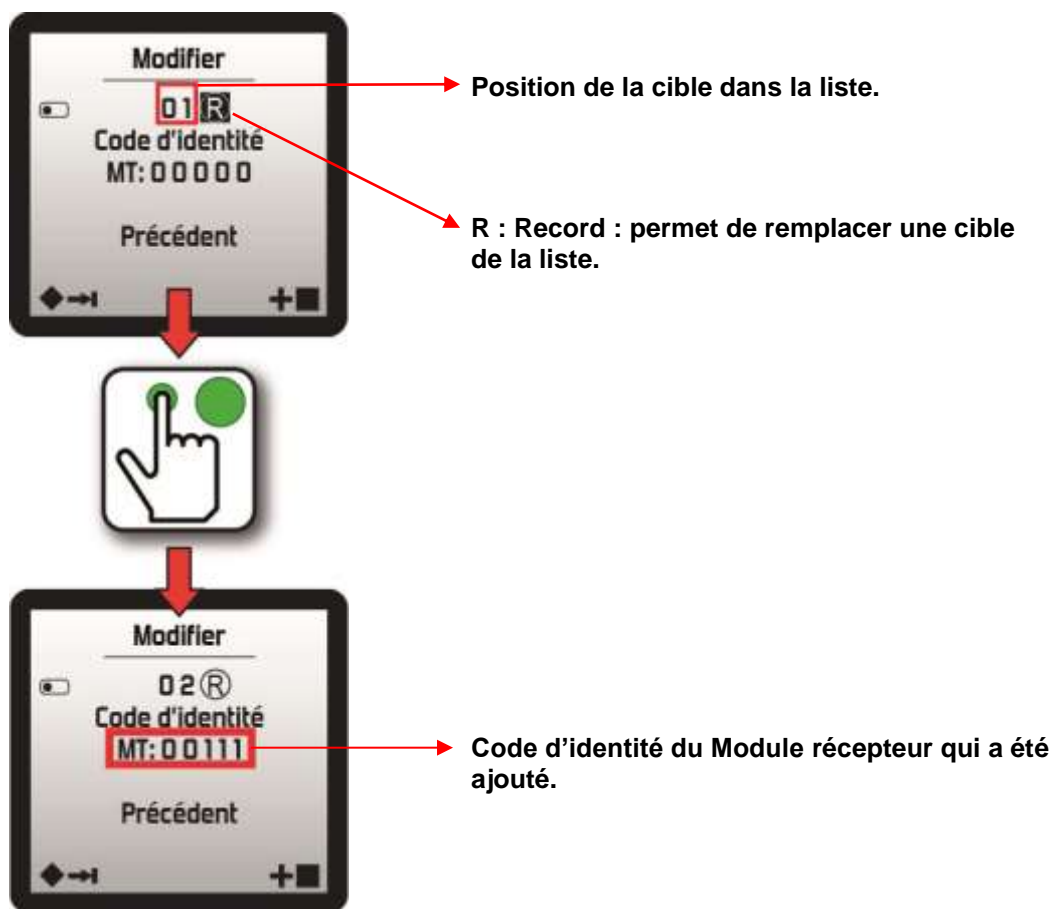 Modifier
01 R
Code d'identité
MT: 00000
Précédent
Position de la cible dans la liste.
R : Record : permet de remplacer une cible
de la liste.
Modifier
02 Ⓡ
Code d'identité
MT: 00111
Précédent
Code d’identité du Module récepteur qui a été
ajouté.